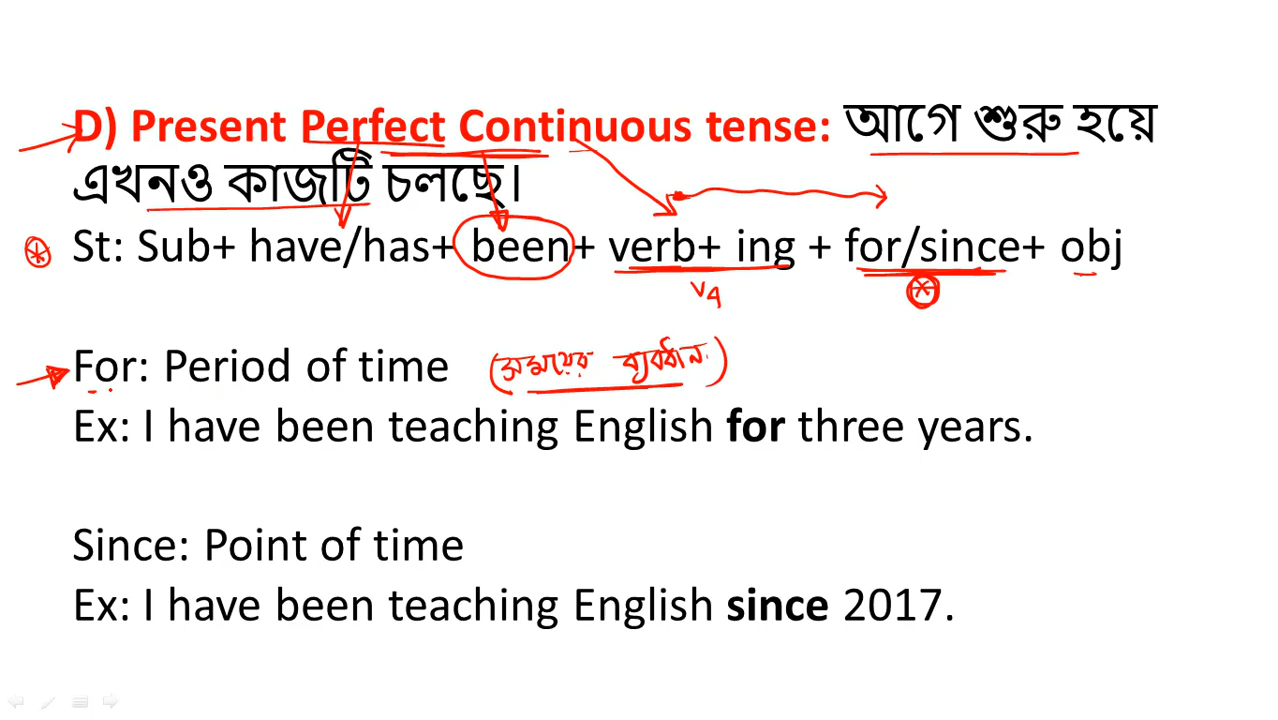 D) Present Perfect Continuous tense: আগে শুরু হয়ে
এখনও কাজটি চলছে।
St: Sub+ have/has+ been+ verb+ ing + for/since+ obj
V4
For: Period of time (সময়ের ব্যবধান)
Ex: I have been teaching English for three years.
Since: Point of time
Ex: I have been teaching English since 2017.